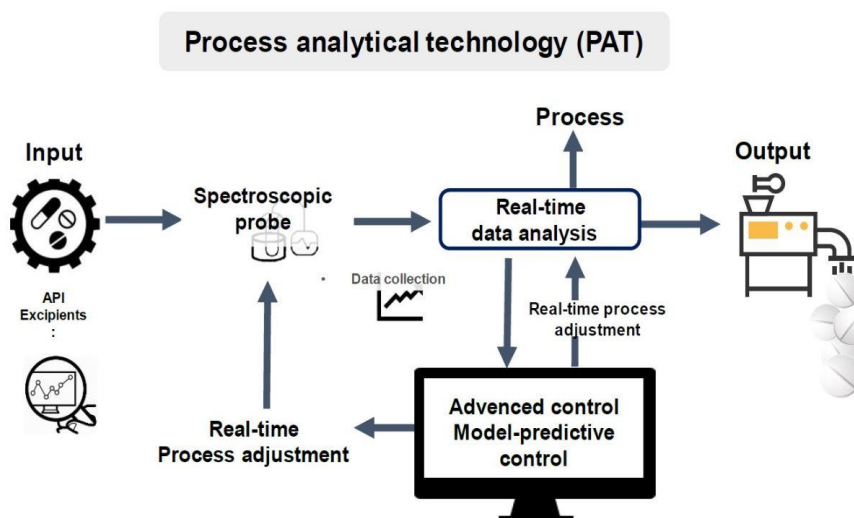 Process analytical technology (PAT)
Process
Input
Output
Spectroscopic
probe
Real-time
data analysis
Data collection
API
Excipients
:
Real-time process
adjustment
Advenced control
Model-predictive
control
Real-time
Process adjustment